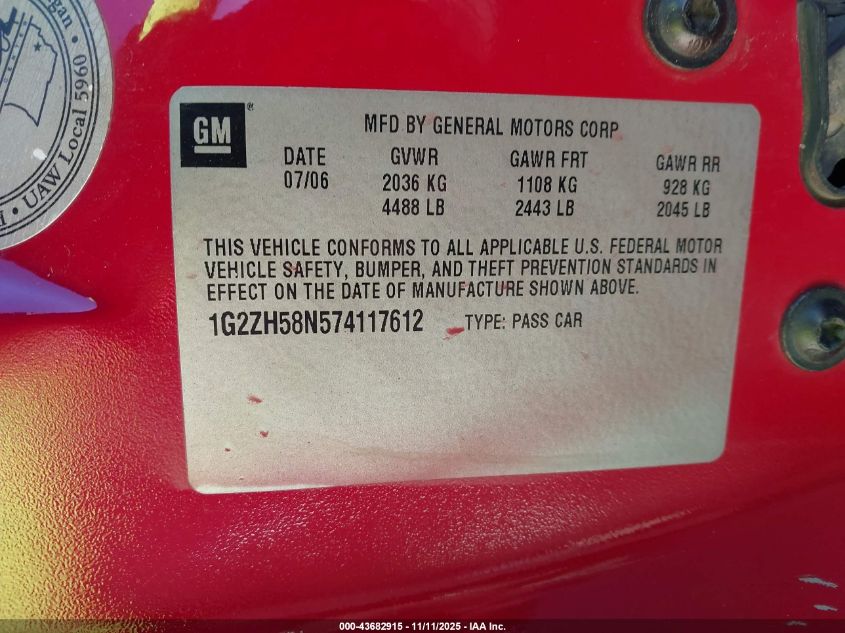 igan
UAW Local 5960
GM ®
MFD BY GENERAL MOTORS CORP
DATE GVWR GAWR FRT GAWR RR
07/06 2036 KG 1108 KG 928 KG
4488 LB 2443 LB 2045 LB
THIS VEHICLE CONFORMS TO ALL APPLICABLE U.S. FEDERAL MOTOR
VEHICLE SAFETY, BUMPER, AND THEFT PREVENTION STANDARDS IN
EFFECT ON THE DATE OF MANUFACTURE SHOWN ABOVE.
1G2ZH58N574117612 TYPE: PASS CAR
000-43682915 - 11/11/2025 - IAA Inc.